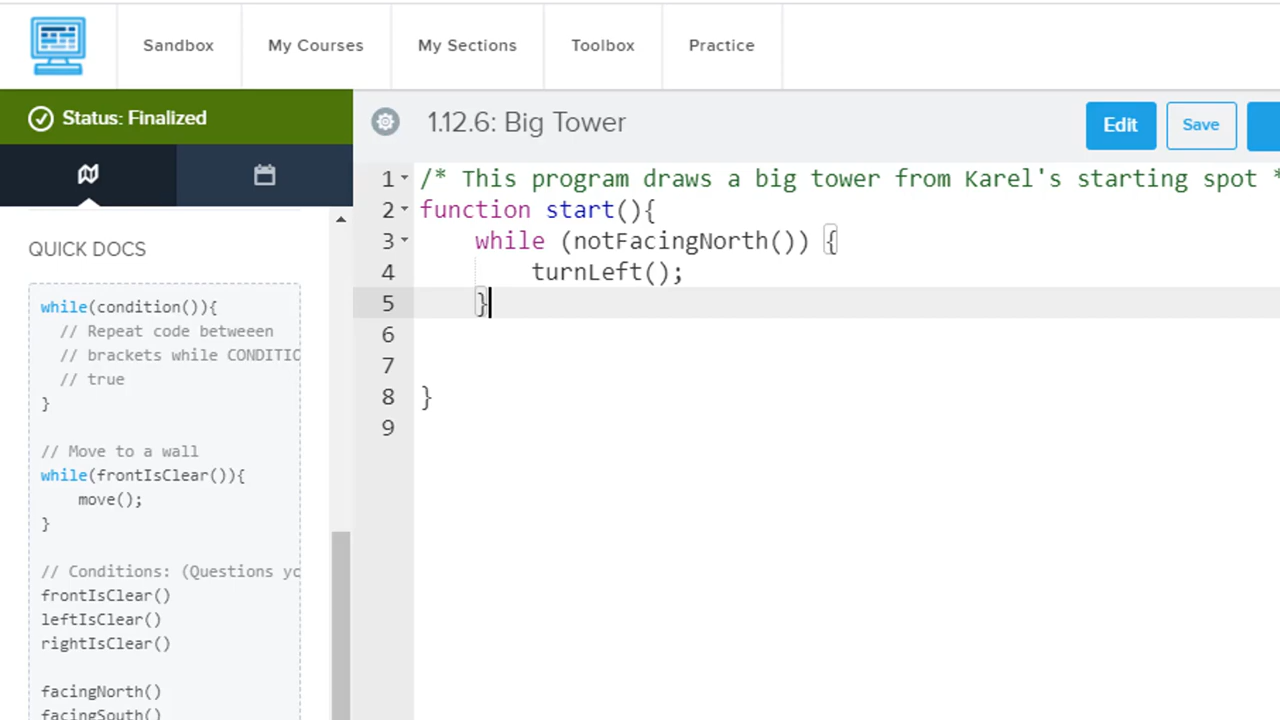 Sandbox
My Courses
My Sections
Toolbox
Practice
Status: Finalized
1.12.6: Big Tower
Edit
Save
QUICK DOCS
while(condition()){
// Repeat code betweeen
// brackets while CONDITIO
// true
}
// Move to a wall
while(frontIsClear()){
move();
}
// Conditions: (Questions yo
frontIsClear()
leftIsClear()
rightIsClear()
facingNorth()
facingSouth()
1 /* This program draws a big tower from Karel's starting spot *
2 function start(){
3 while (notFacingNorth()) {
4 turnLeft();
5 }
6
7
8 }
9